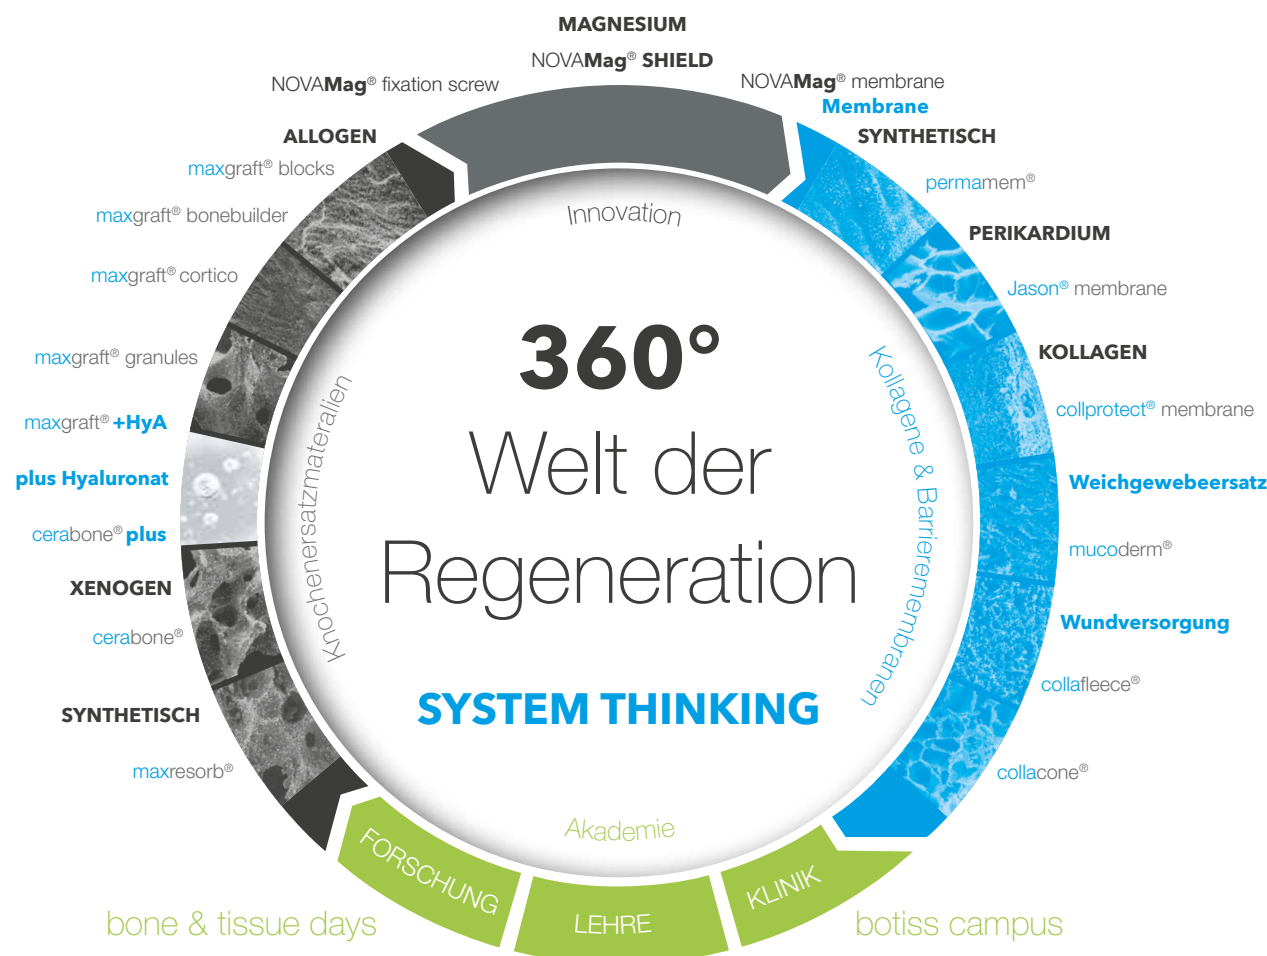 MAGNESIUM
NOVAMag® SHIELD
NOVAMag® fixation screw
NOVAMag® membrane
Membrane
SYNTHETISCH
permamem®
PERIKARDIUM
Jason® membrane
KOLLAGEN
collprotect® membrane
Weichgewebeersatz
mucoderm®
Wundversorgung
collafleece®
collacone®
ALLOGEN
maxgraft® blocks
maxgraft® bonebuilder
maxgraft® cortico
maxgraft® granules
maxgraft® +HyA
plus Hyaluronat
cerabone® plus
XENOGEN
cerabone®
SYNTHETISCH
maxresorb®
Innovation
Knochenersatzmateralien
Kollagene & Barrieremembranen
360°
Welt der
Regeneration
SYSTEM THINKING
Akademie
FORSCHUNG
LEHRE
KLINIK
bone & tissue days
botiss campus